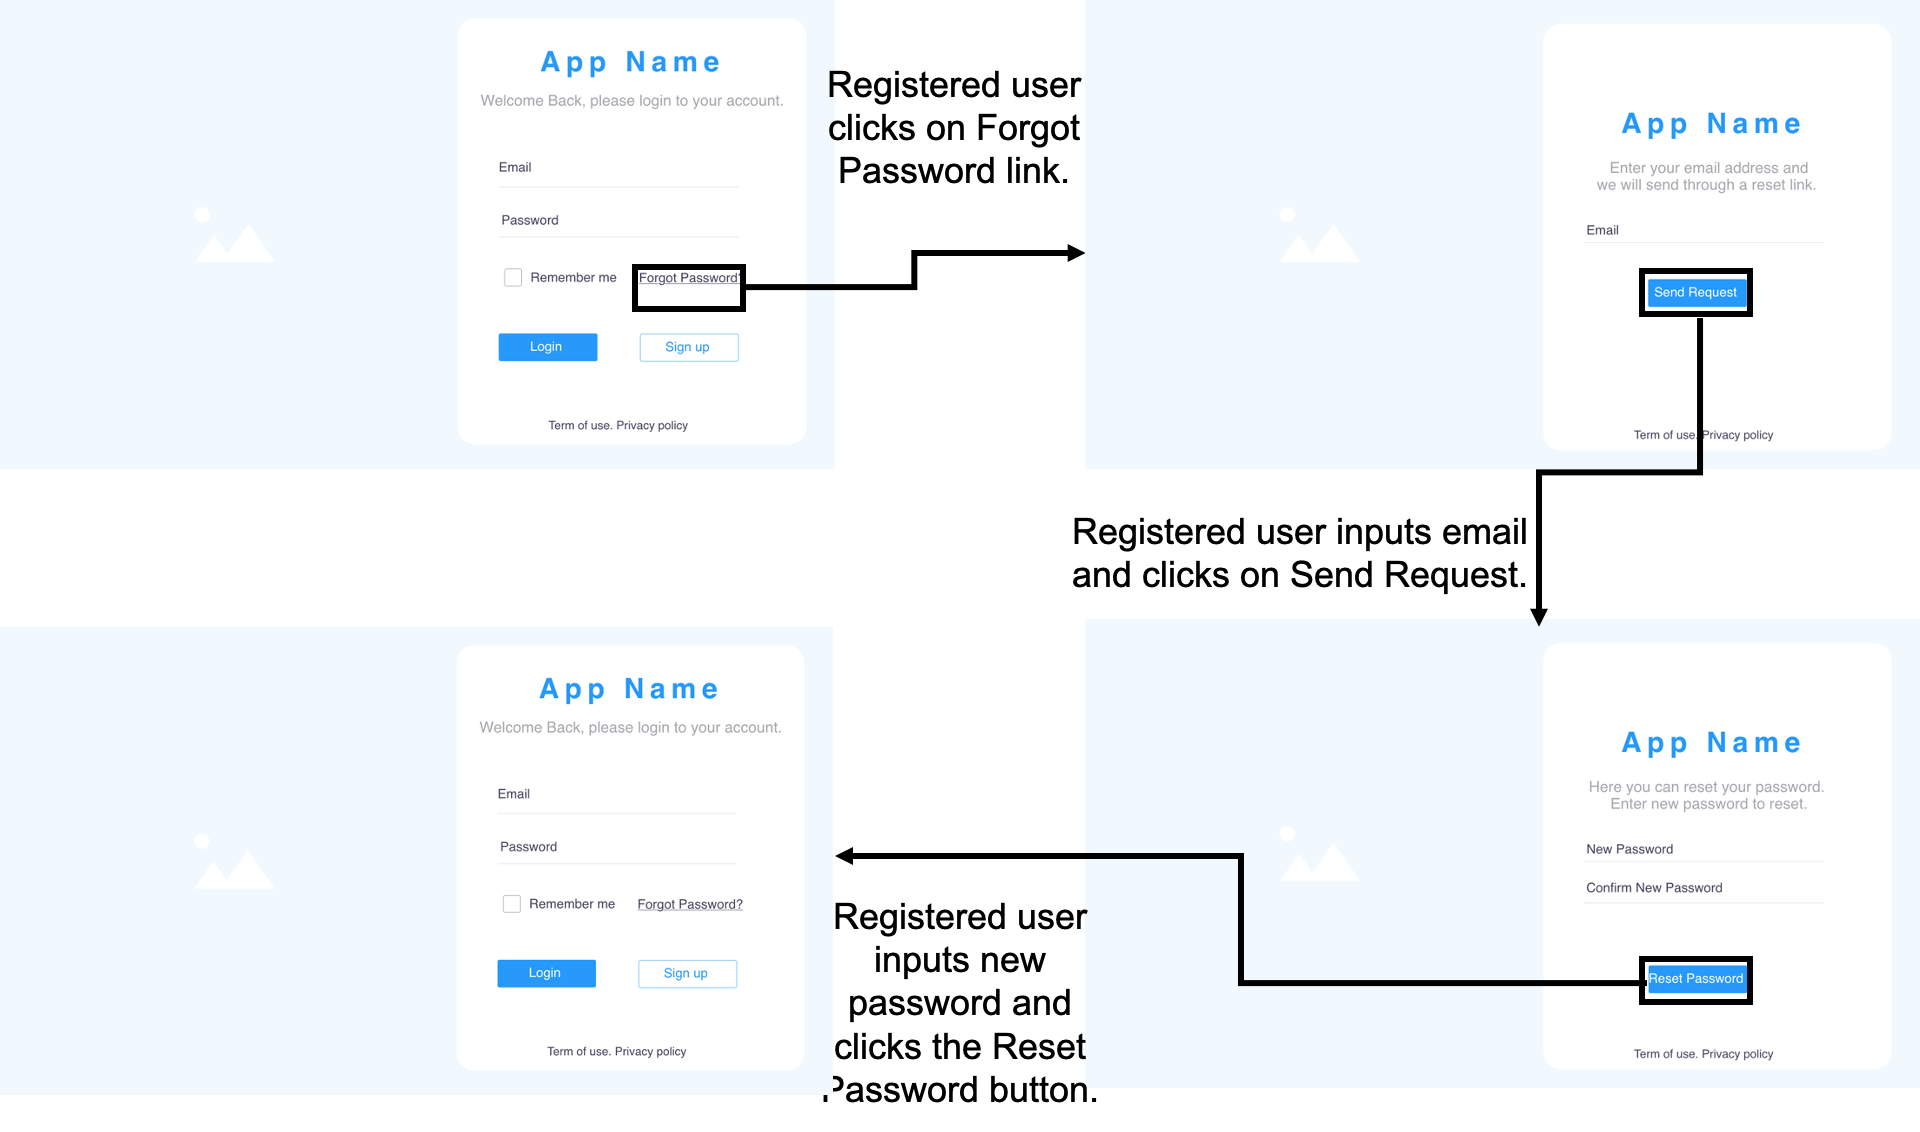 App Name
Welcome Back, please login to your account.
Email
Password
Remember me
Forgot Password?
Login
Sign up
Term of use. Privacy policy
Registered user
clicks on Forgot
Password link.
App Name
Enter your email address and
we will send through a reset link.
Email
Send Request
Term of use. Privacy policy
Registered user inputs email
and clicks on Send Request.
App Name
Here you can reset your password.
Enter new password to reset.
New Password
Confirm New Password
Reset Password
Term of use. Privacy policy
Registered user
inputs new
password and
clicks the Reset
Password button.
App Name
Welcome Back, please login to your account.
Email
Password
Remember me
Forgot Password?
Login
Sign up
Term of use. Privacy policy